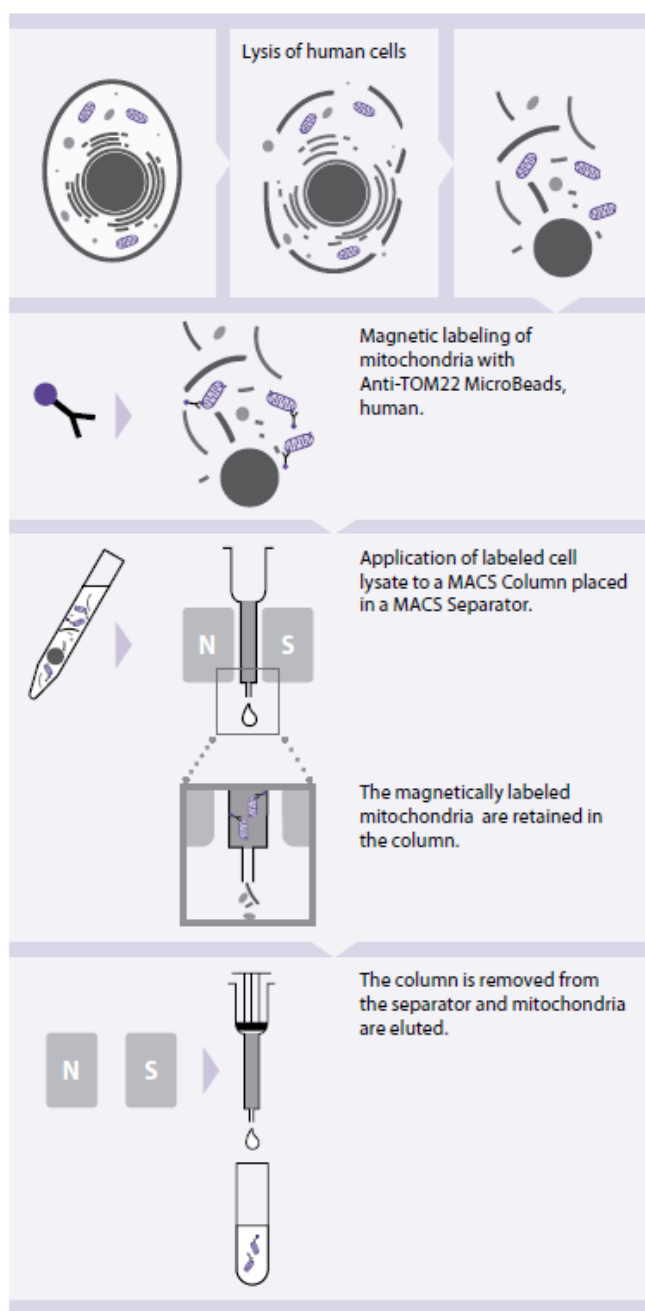 Lysis of human cells
Magnetic labeling of
mitochondria with
Anti-TOM22 MicroBeads,
human.
Application of labeled cell
lysate to a MACS Column placed
in a MACS Separator.
N S
The magnetically labeled
mitochondria are retained in
the column.
The column is removed from
the separator and mitochondria
are eluted.
N S